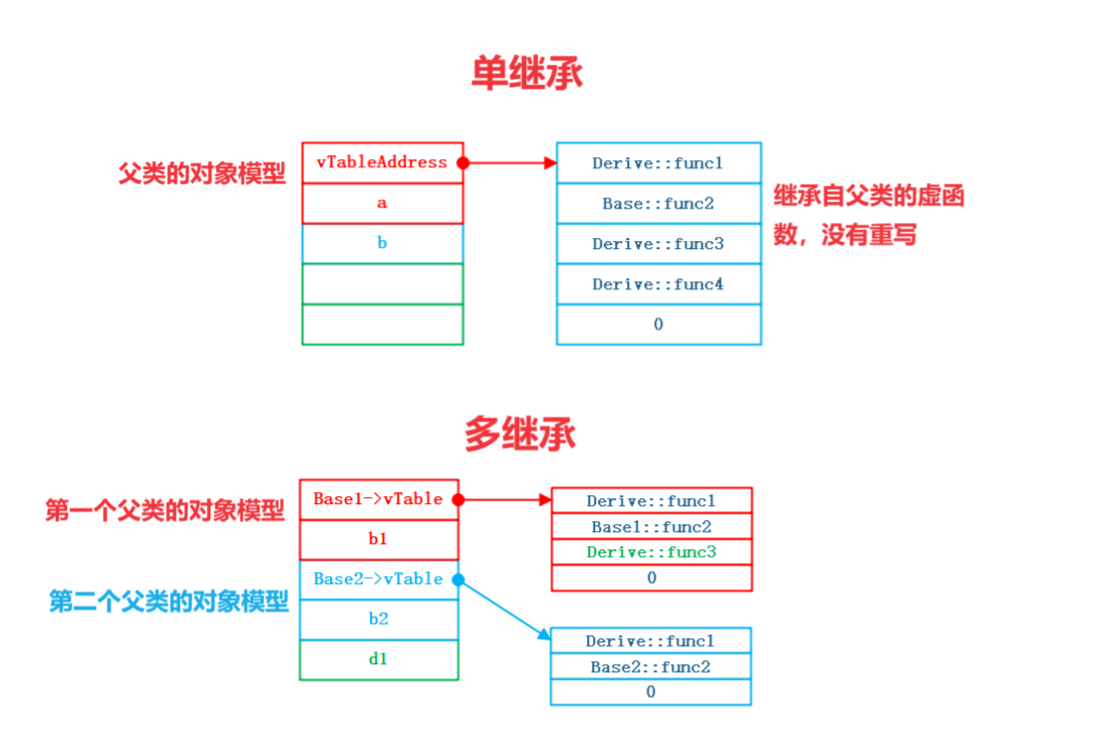 单继承
父类的对象模型
vTableAddress
a
b
Derive::func1
Base::func2
Derive::func3
Derive::func4
0
继承自父类的虚函
数，没有重写
多继承
第一个父类的对象模型
第二个父类的对象模型
Base1->vTable
b1
Base2->vTable
b2
d1
Derive::func1
Base1::func2
Derive::func3
0
Derive::func1
Base2::func2
0